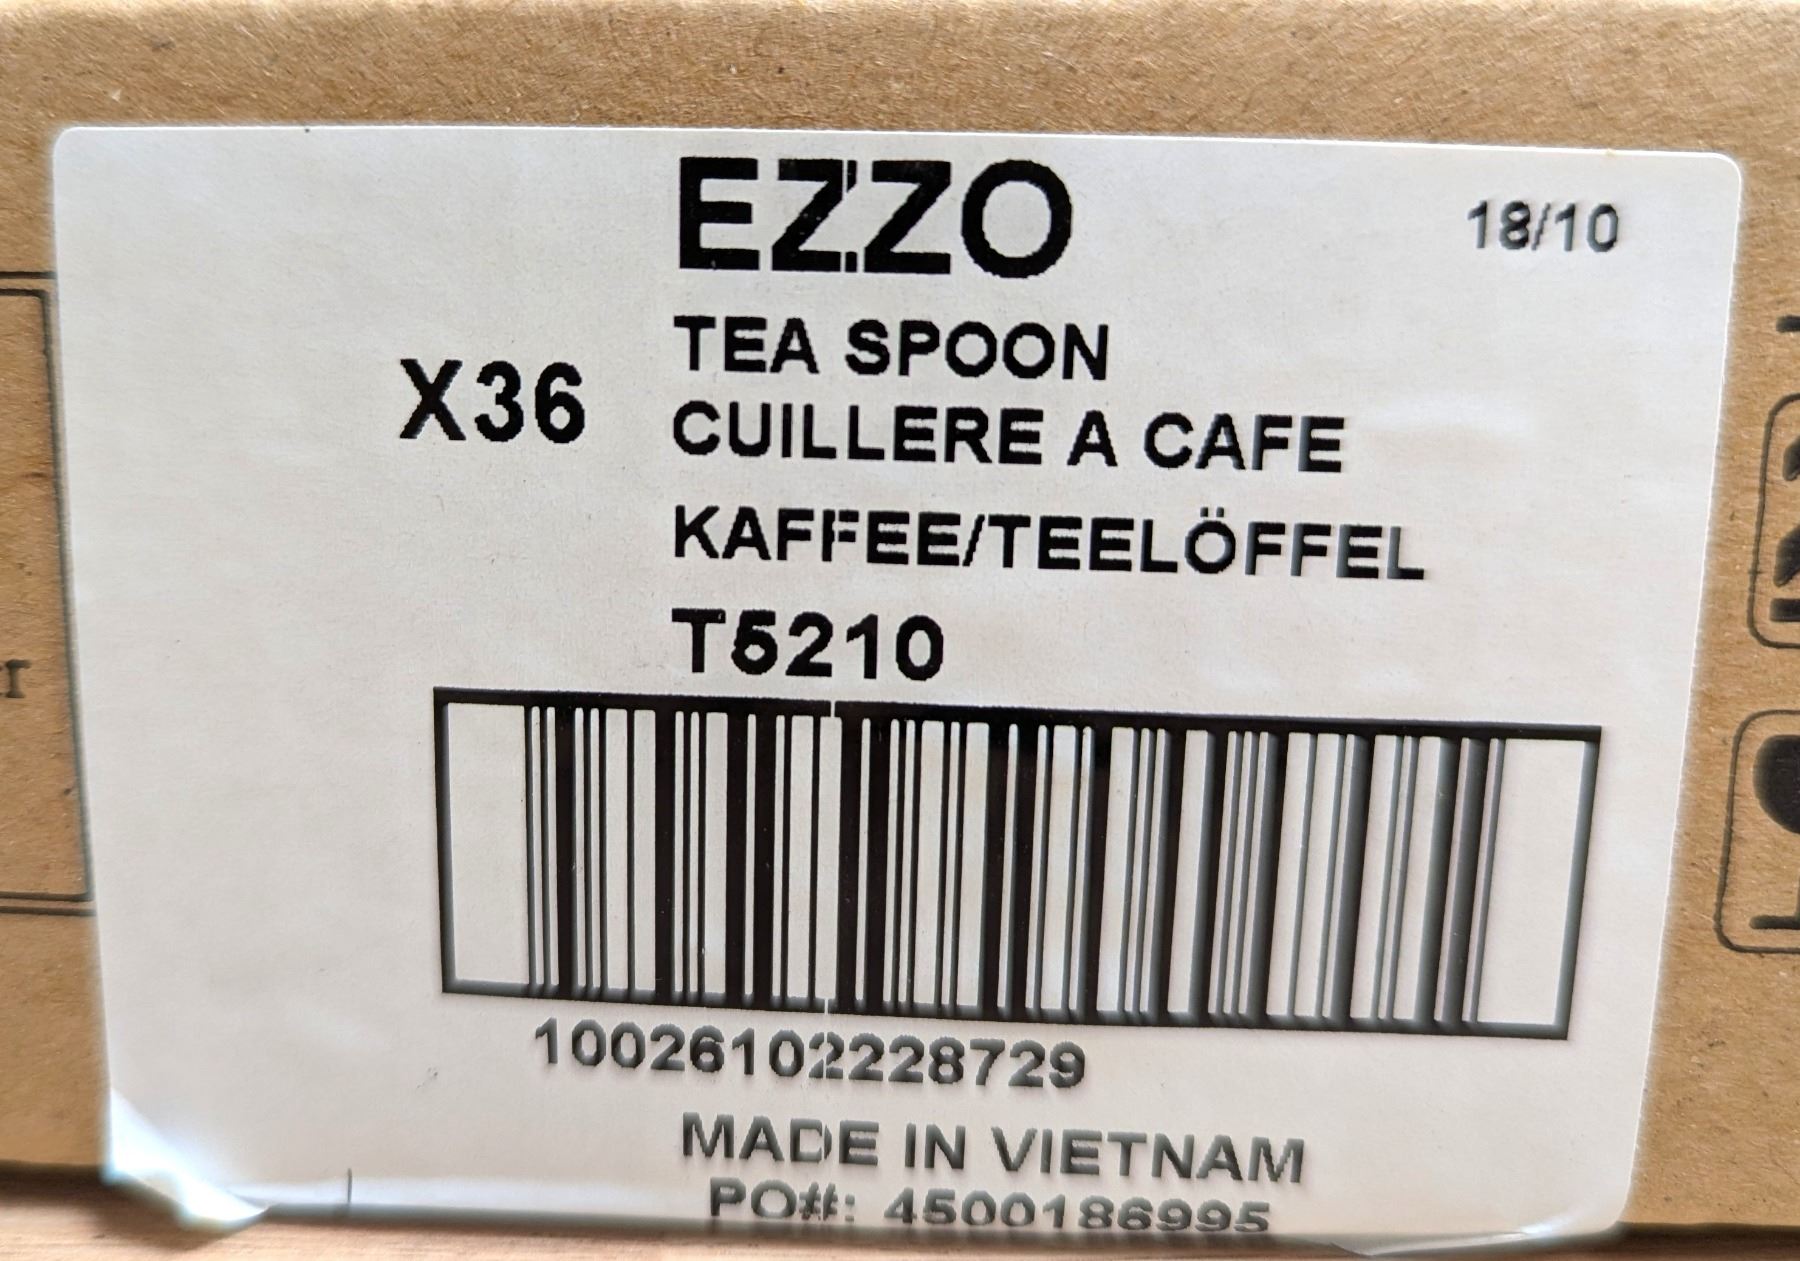 EZZO
18/10
TEA SPOON
X36
CUILLERE A CAFE
KAFFEE/TEELÖFFEL
T5210
10026102228729
MADE IN VIETNAM
PO#: 4500186995